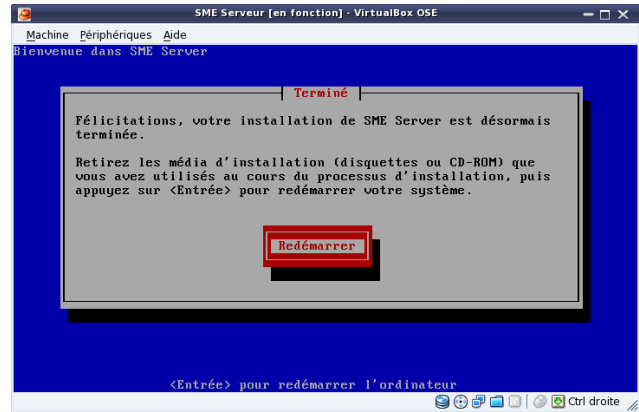 SME Serveur [en fonction] - VirtualBox OSE
Machine Périphériques Aide
Bienvenue dans SME Server
Terminé
Félicitations, votre installation de SME Server est désormais
terminée.
Retirez les média d'installation (disquettes ou CD-ROM) que
vous avez utilisés au cours du processus d'installation, puis
appuyez sur <Entrée> pour redémarrer votre système.
Redémarrer
<Entrée> pour redémarrer l'ordinateur
Ctrl droite